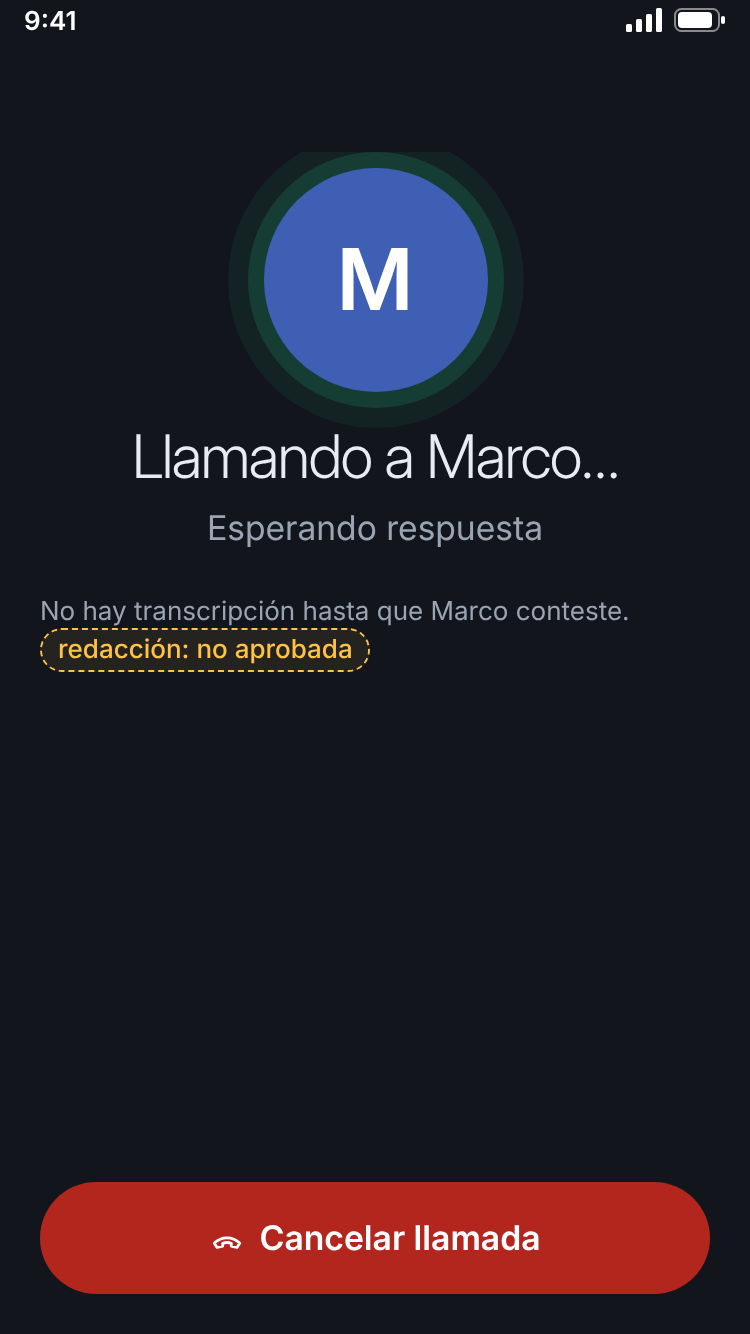 9:41
M
Llamando a Marco...
Esperando respuesta
No hay transcripción hasta que Marco conteste.
redacción: no aprobada
Cancelar llamada